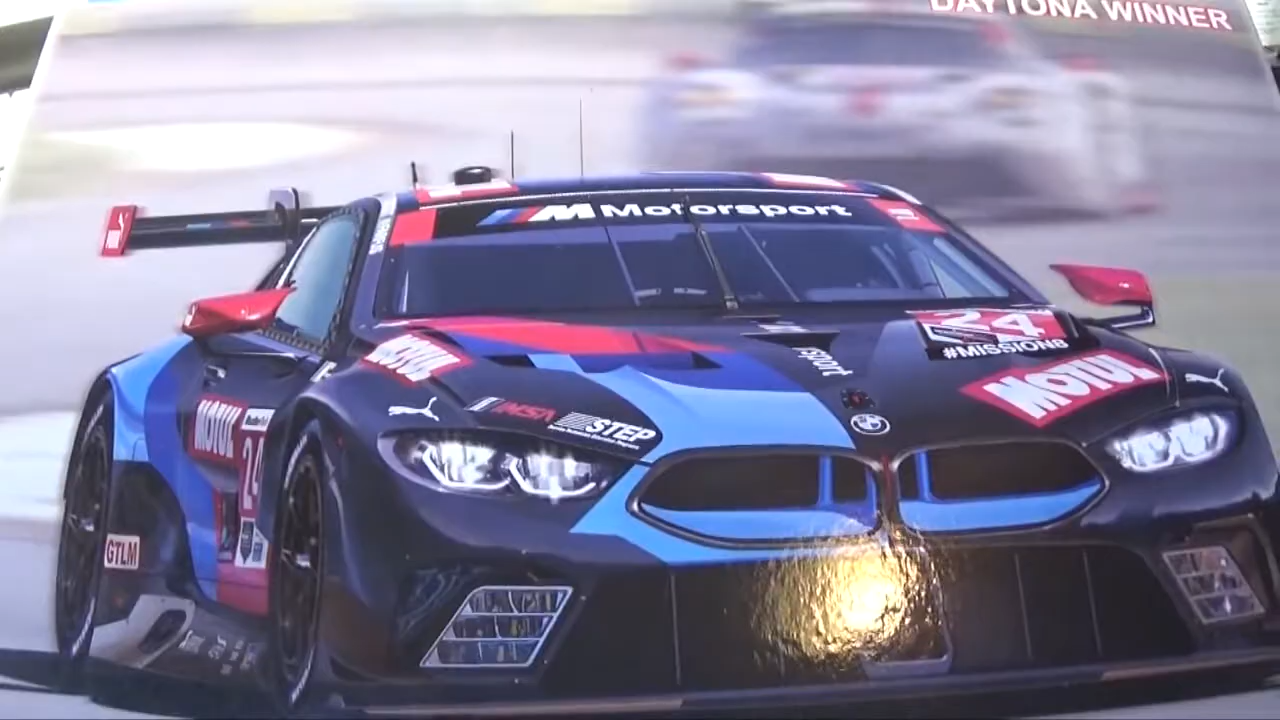 DAYTONA WINNER
M Motorsport
24
#MISSION8
MOTUL
MOTUL
IMSA
STEP
MOTUL
24
GTLM